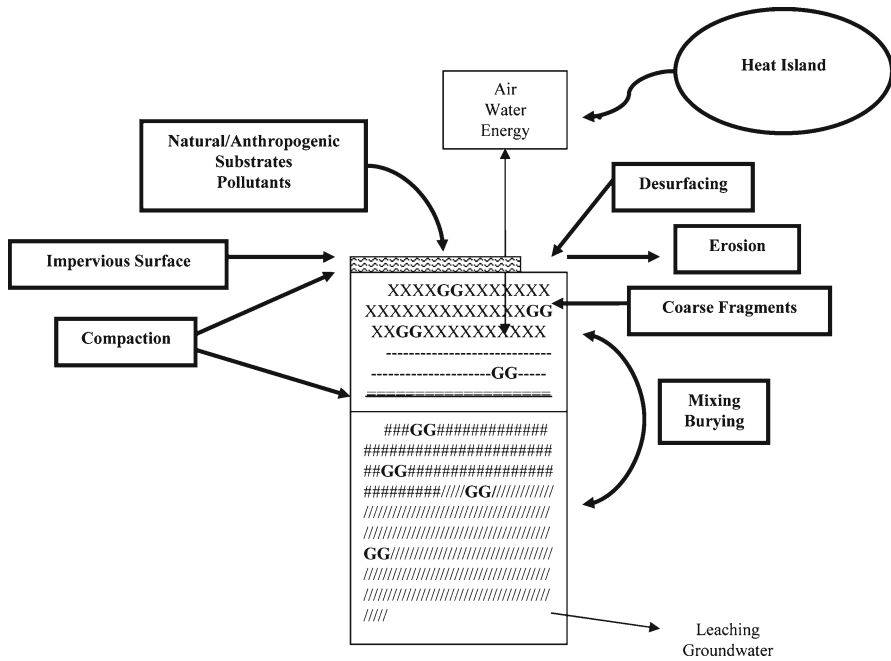 Heat Island
Air
Water
Energy
Natural/Anthropogenic
Substrates
Pollutants
Desurfacing
Impervious Surface
Erosion
XXXXGGXXXXXXX
XXXXXXXXXXXXXGG
Coarse Fragments
XXGGXXXXXXXXXX
Compaction
----------------------------
---------------------GG-----
=======================
Mixing
Burying
###GG#############
######################
##GG#################
#########/////GG////////////
/////////////////////////////////////
/////////////////////////////////////
GG////////////////////////////////
/////////////////////////////////////
/////////////////////////////////////
/////
Leaching
Groundwater